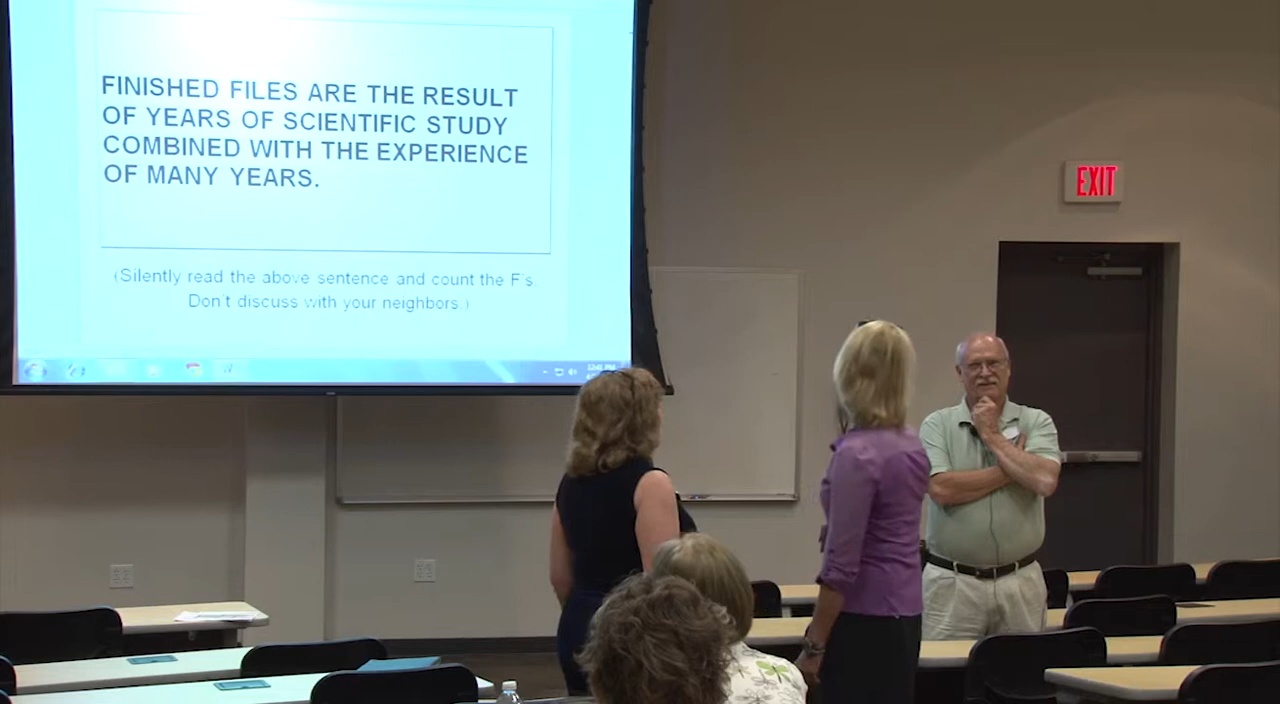 FINISHED FILES ARE THE RESULT
OF YEARS OF SCIENTIFIC STUDY
COMBINED WITH THE EXPERIENCE
OF MANY YEARS.
(Silently read the above sentence and count the F's.
Don't discuss with your neighbors.)
EXIT